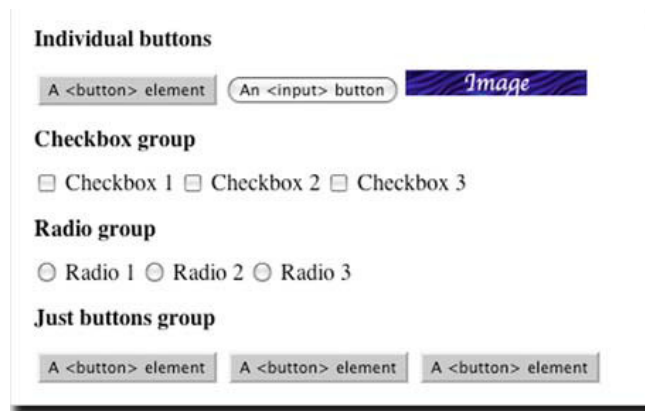 Individual buttons
A <button> element An <input> button Image
Checkbox group
Checkbox 1 Checkbox 2 Checkbox 3
Radio group
Radio 1 Radio 2 Radio 3
Just buttons group
A <button> element A <button> element A <button> element